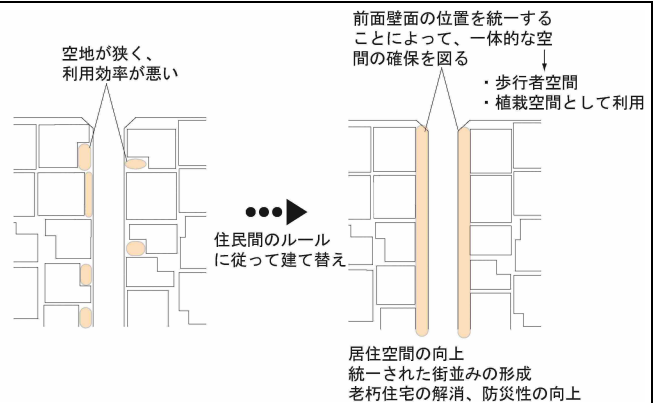 空地が狭く、
利用効率が悪い
前面壁面の位置を統一する
ことによって、一体的な空
間の確保を図る
・歩行者空間
・植栽空間として利用
住民間のルール
に従って建て替え
居住空間の向上
統一された街並みの形成
老朽住宅の解消、防災性の向上